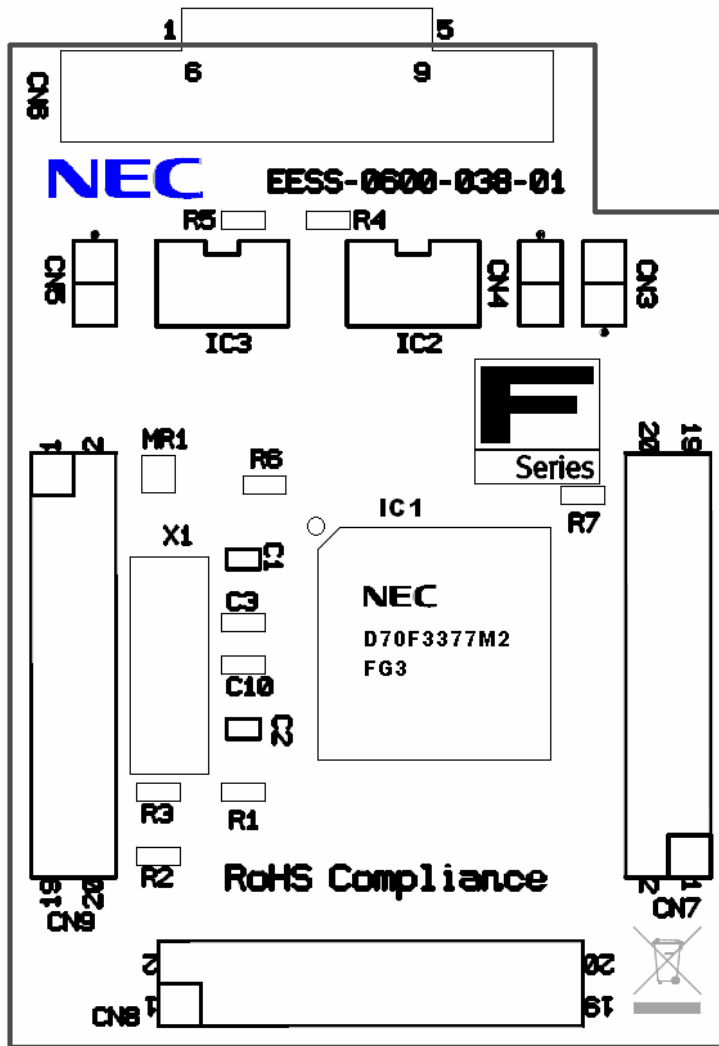 1 5
6 9
CN6
NEC EESS-0600-038-01
R5 R4
CN5
IC3
IC2
CN4
CN3
F
Series
1 2
MR1
R6
20 19
R7
IC1
X1
C1
C3
C10
C2
NEC
D70F3377M2
FG3
R3
R1
R2
RoHS Compliance
19 20
CN9
2 1
CN7
2 20
CN8 1 19